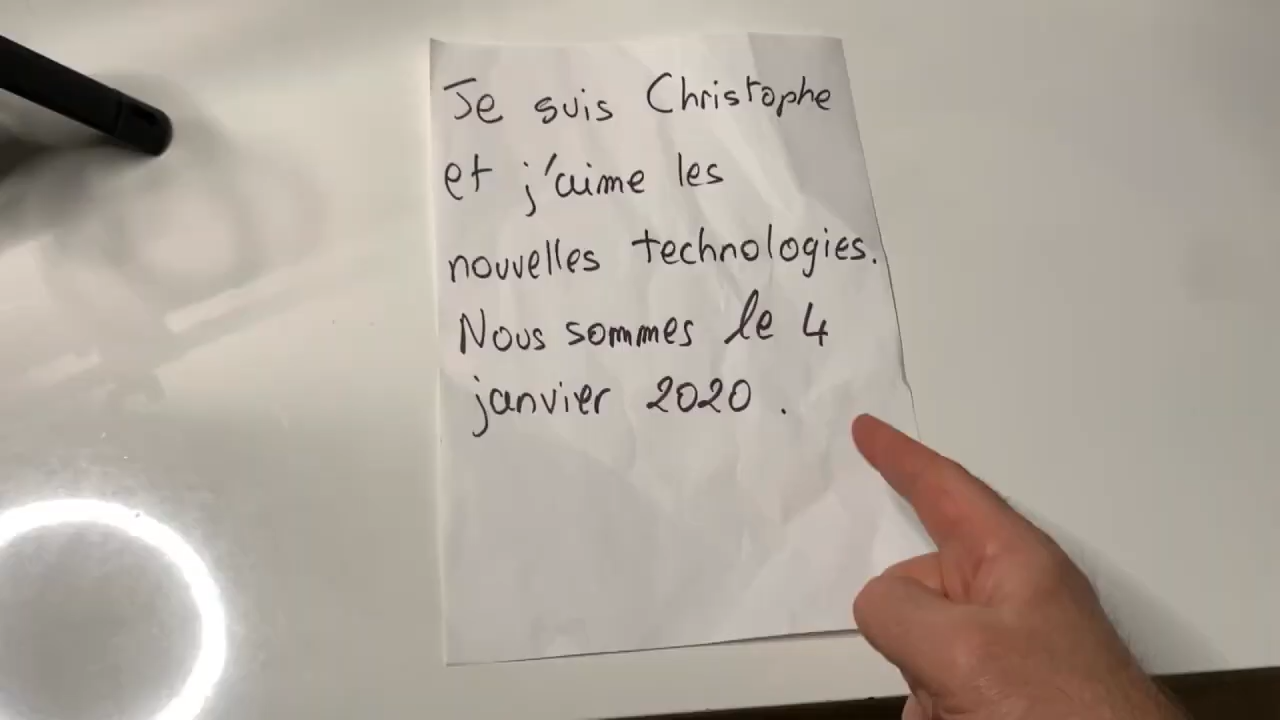 Je suis Christophe
et j'aime les
nouvelles technologies.
Nous sommes le 4
janvier 2020.